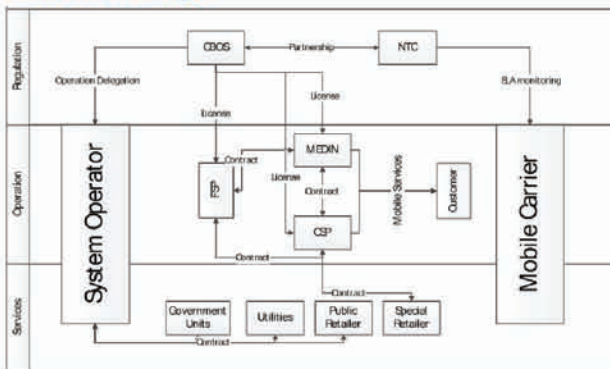 Regulation
CBOS
Partnership
NTC
Operation Delegation
License
License
SLA monitoring
Operation
System Operator
FSP
Contract
License
MEDIN
Contract
CSP
Mobile Services
Customer
Mobile Carrier
Contract
Services
Government
Units
Utilities
Public
Retailer
Special
Retailer
Contract
Contract